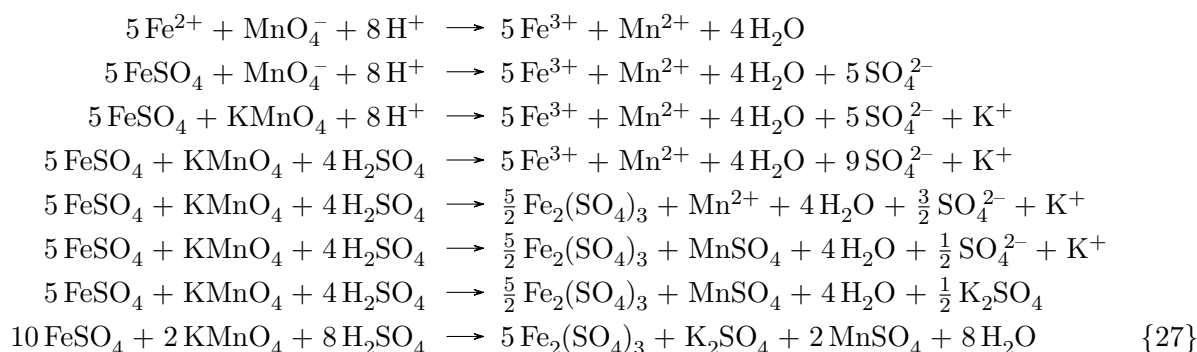 5 Fe²⁺ + MnO₄⁻ + 8 H⁺ ⟶ 5 Fe³⁺ + Mn²⁺ + 4 H₂O
5 FeSO₄ + MnO₄⁻ + 8 H⁺ ⟶ 5 Fe³⁺ + Mn²⁺ + 4 H₂O + 5 SO₄²⁻
5 FeSO₄ + KMnO₄ + 8 H⁺ ⟶ 5 Fe³⁺ + Mn²⁺ + 4 H₂O + 5 SO₄²⁻ + K⁺
5 FeSO₄ + KMnO₄ + 4 H₂SO₄ ⟶ 5 Fe³⁺ + Mn²⁺ + 4 H₂O + 9 SO₄²⁻ + K⁺
5 FeSO₄ + KMnO₄ + 4 H₂SO₄ ⟶ 5/2 Fe₂(SO₄)₃ + Mn²⁺ + 4 H₂O + 3/2 SO₄²⁻ + K⁺
5 FeSO₄ + KMnO₄ + 4 H₂SO₄ ⟶ 5/2 Fe₂(SO₄)₃ + MnSO₄ + 4 H₂O + 1/2 SO₄²⁻ + K⁺
5 FeSO₄ + KMnO₄ + 4 H₂SO₄ ⟶ 5/2 Fe₂(SO₄)₃ + MnSO₄ + 4 H₂O + 1/2 K₂SO₄
10 FeSO₄ + 2 KMnO₄ + 8 H₂SO₄ ⟶ 5 Fe₂(SO₄)₃ + K₂SO₄ + 2 MnSO₄ + 8 H₂O {27}